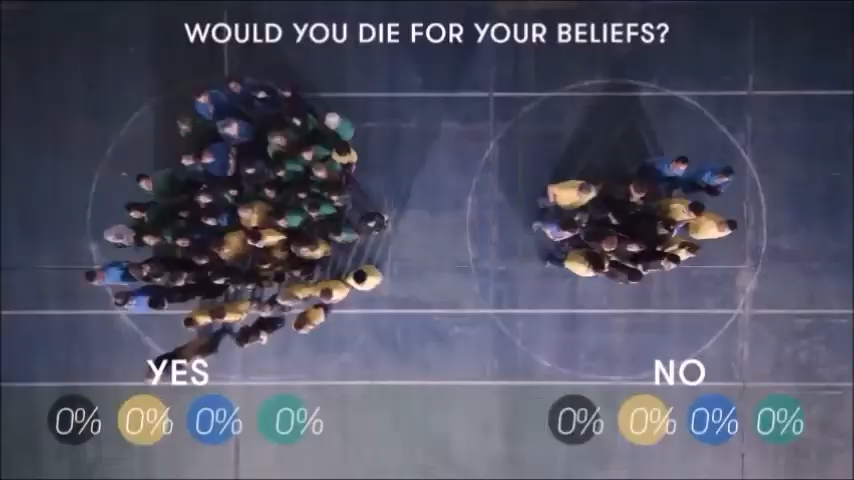 WOULD YOU DIE FOR YOUR BELIEFS?
YES
NO
0% 0% 0% 0%
0% 0% 0% 0%